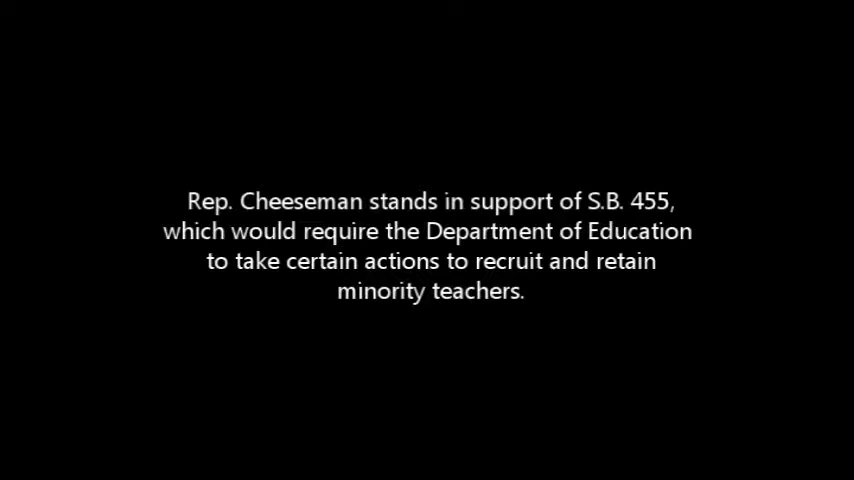 Rep. Cheeseman stands in support of S.B. 455,
which would require the Department of Education
to take certain actions to recruit and retain
minority teachers.